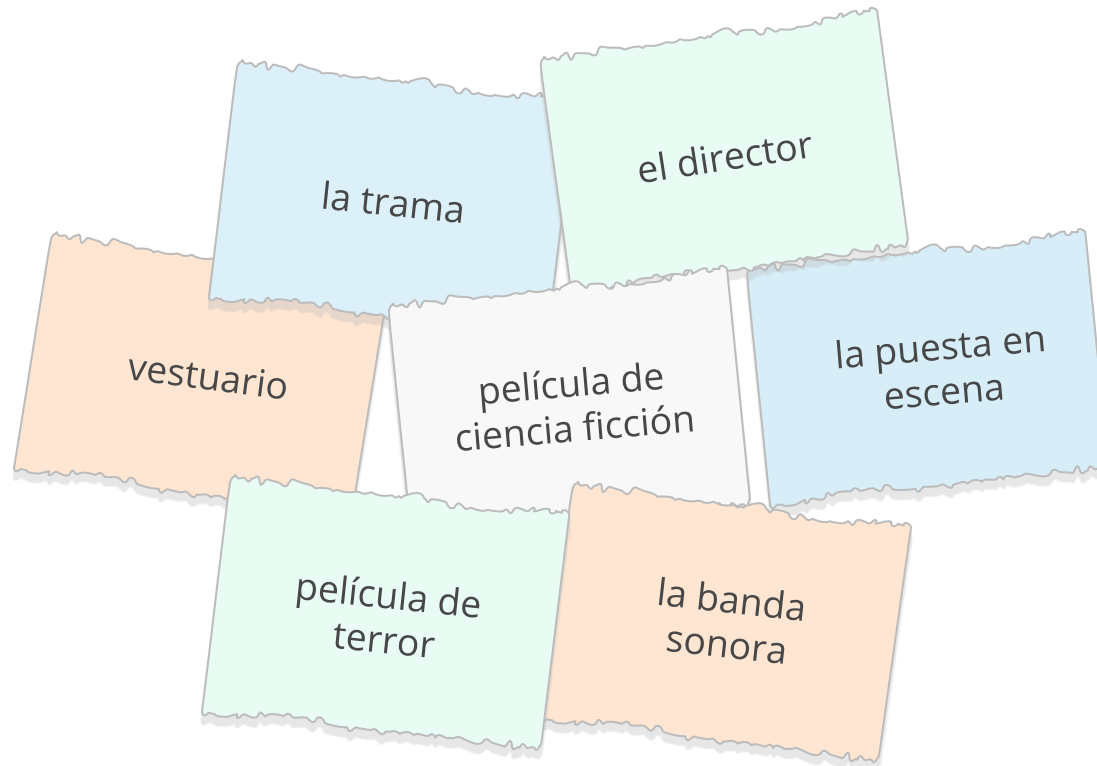 el director
la trama
la puesta en
escena
vestuario
película de
ciencia ficción
película de
terror
la banda
sonora